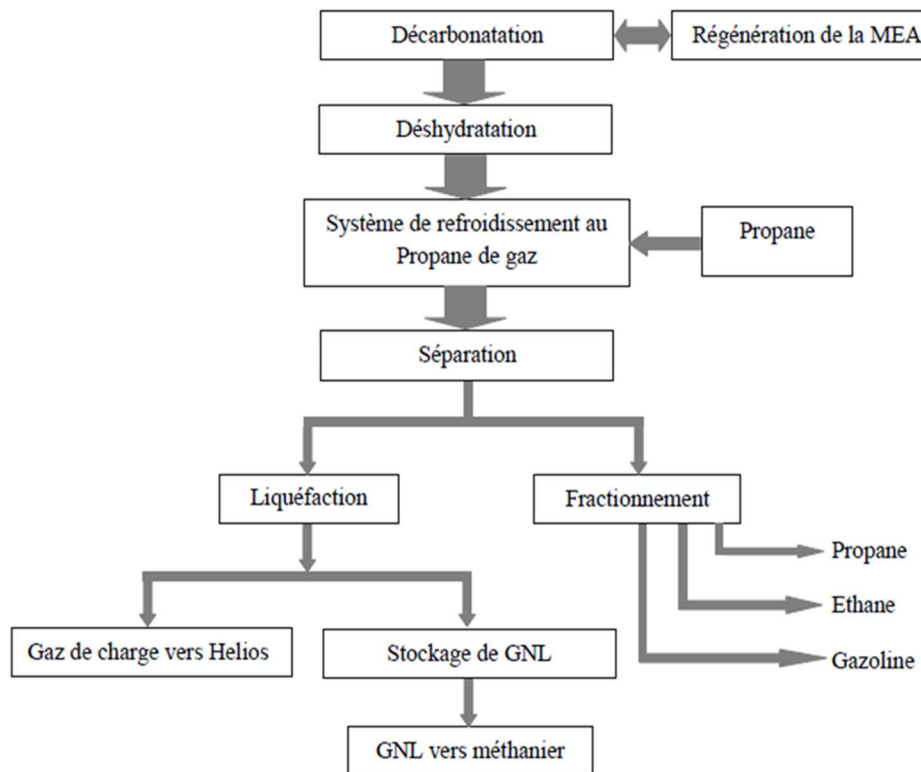 Décarbonatation
Régénération de la MEA
Déshydratation
Système de refroidissement au
Propane de gaz
Propane
Séparation
Liquéfaction
Fractionnement
Propane
Ethane
Gazoline
Gaz de charge vers Helios
Stockage de GNL
GNL vers méthanier